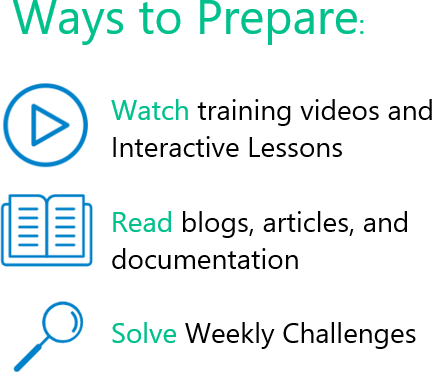 Ways to Prepare:
Watch training videos and
Interactive Lessons
Read blogs, articles, and
documentation
Solve Weekly Challenges